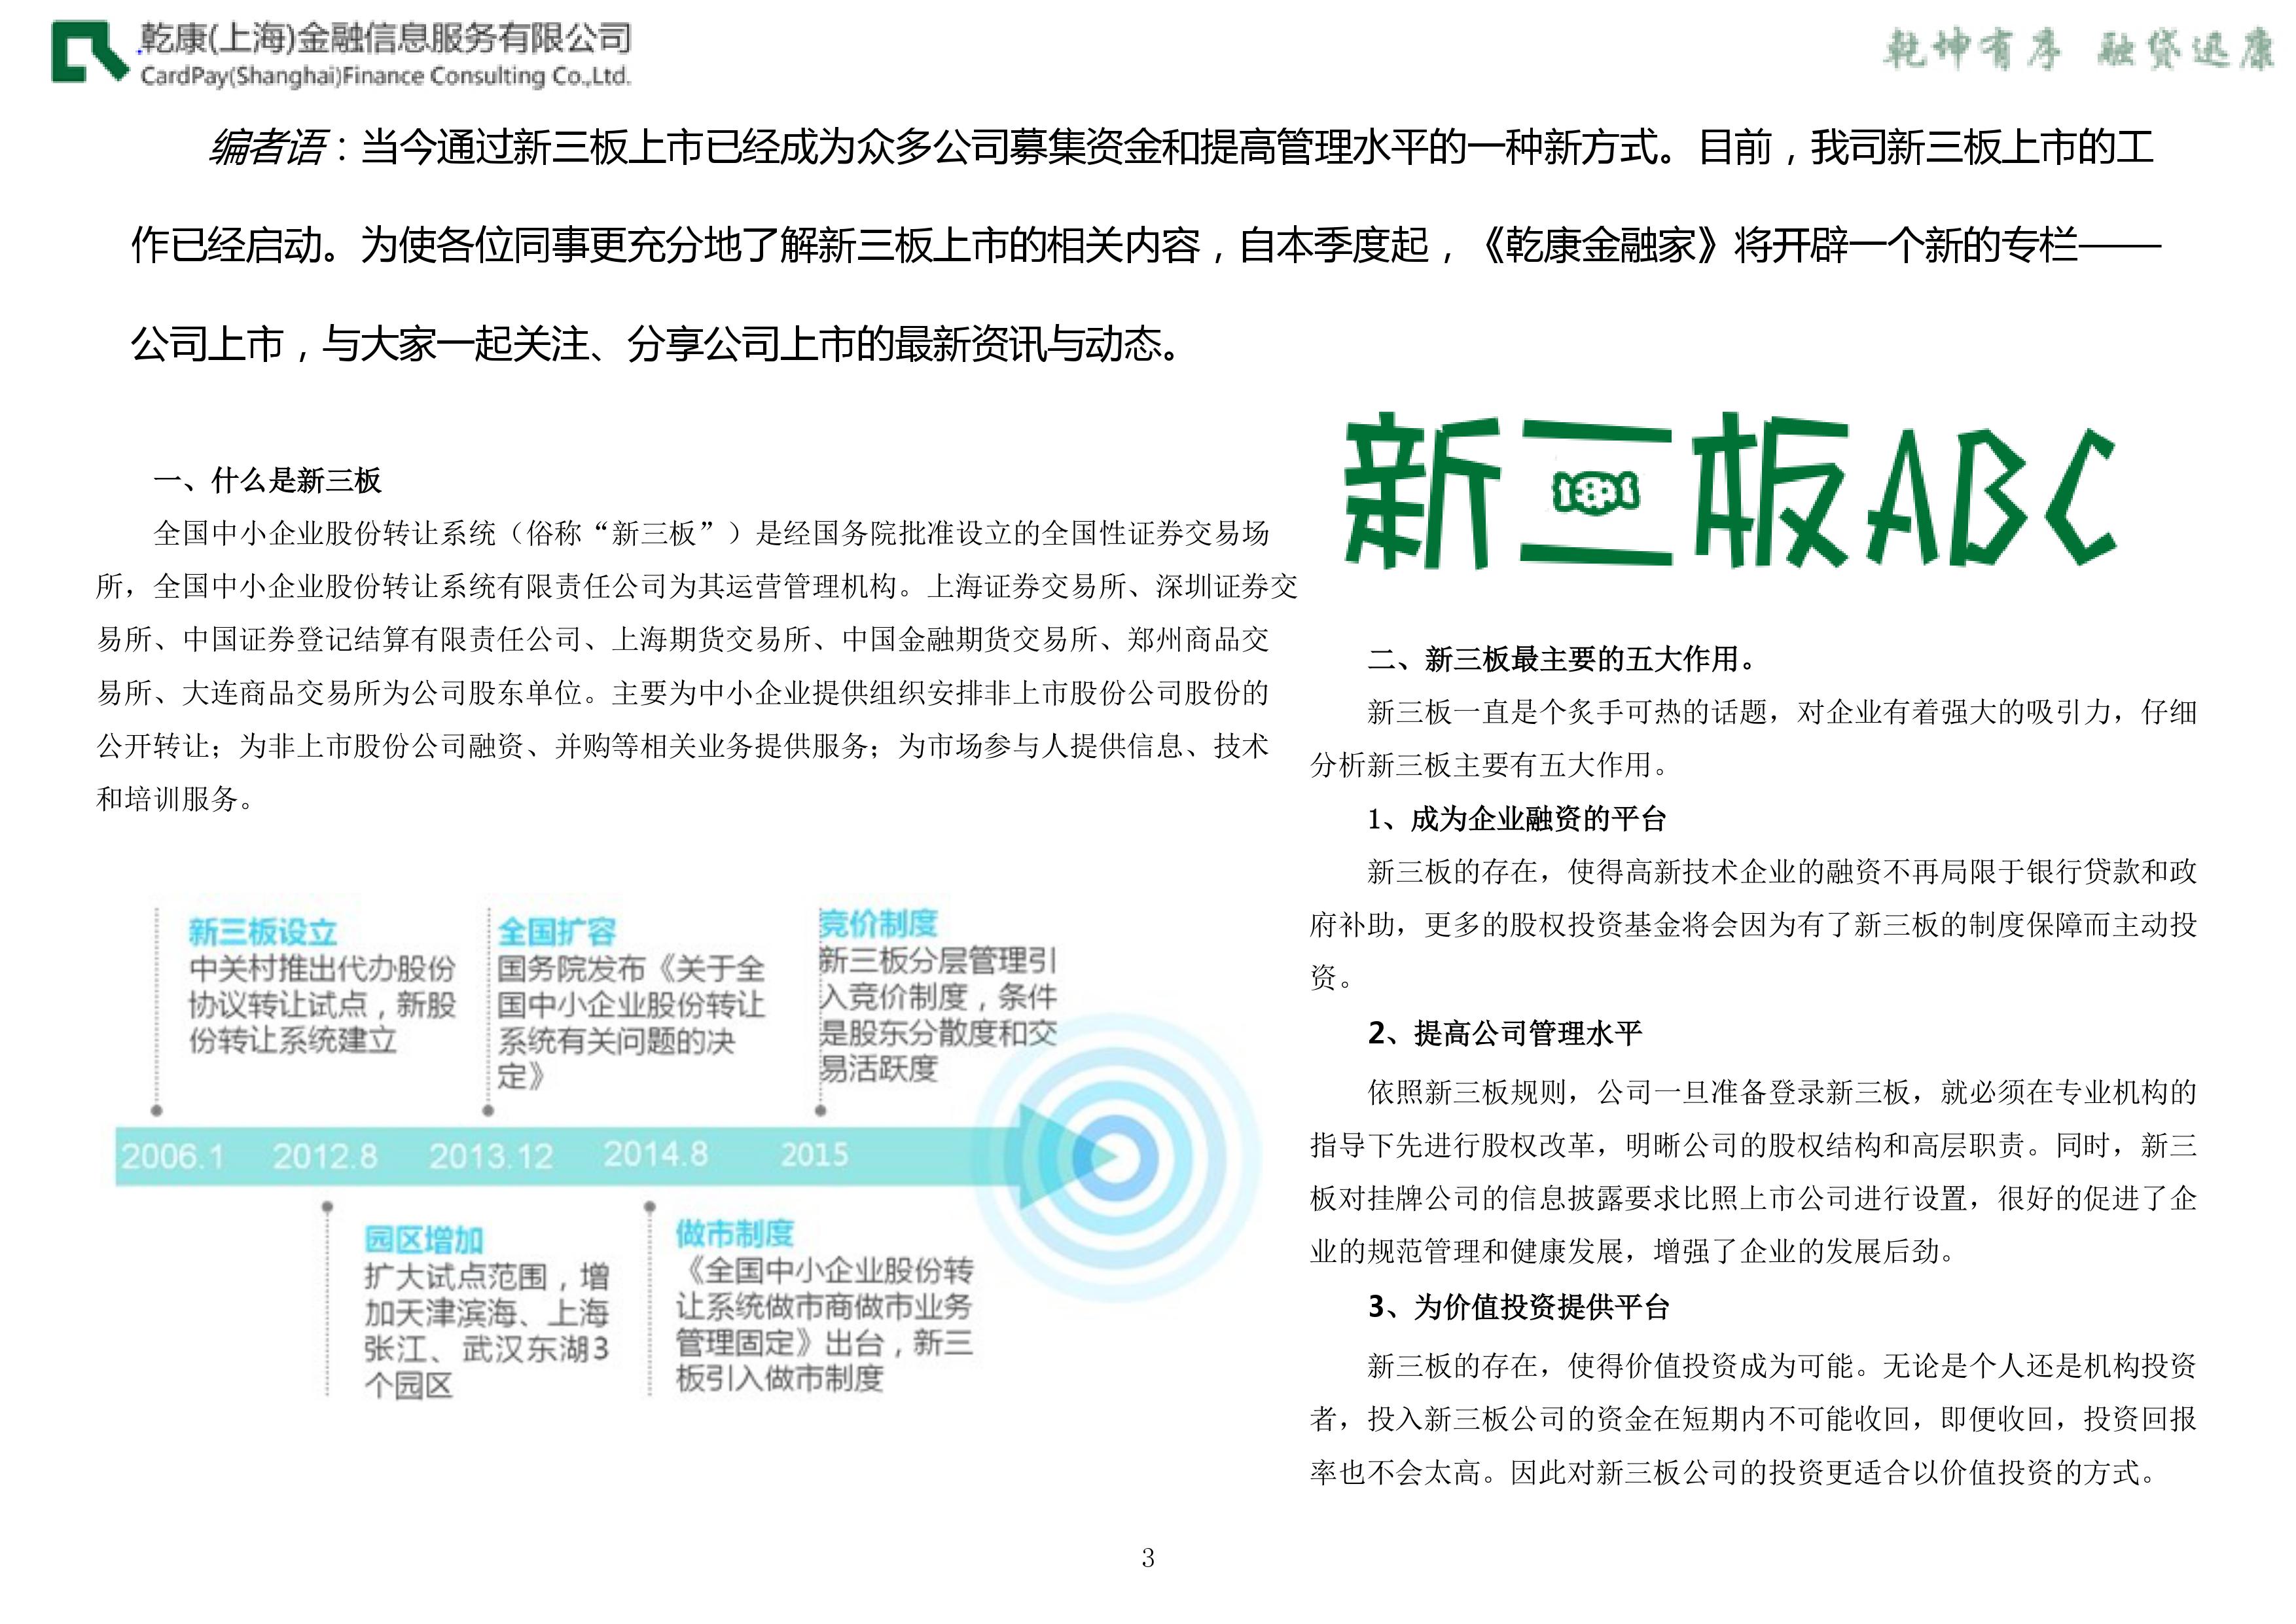 乾康(上海)金融信息服务有限公司
CardPay(Shanghai)Finance Consulting Co.,Ltd.
乾坤有序 融贷迅康
编者语：当今通过新三板上市已经成为众多公司募集资金和提高管理水平的一种新方式。目前，我司新三板上市的工
作已经启动。为使各位同事更充分地了解新三板上市的相关内容，自本季度起，《乾康金融家》将开辟一个新的专栏——
公司上市，与大家一起关注、分享公司上市的最新资讯与动态。
一、什么是新三板
全国中小企业股份转让系统（俗称“新三板”）是经国务院批准设立的全国性证券交易场
所，全国中小企业股份转让系统有限责任公司为其运营管理机构。上海证券交易所、深圳证券交
易所、中国证券登记结算有限责任公司、上海期货交易所、中国金融期货交易所、郑州商品交
易所、大连商品交易所为公司股东单位。主要为中小企业提供组织安排非上市股份公司股份的
公开转让；为非上市股份公司融资、并购等相关业务提供服务；为市场参与人提供信息、技术
和培训服务。
新三板设立
中关村推出代办股份
协议转让试点，新股
份转让系统建立
全国扩容
国务院发布《关于全
国中小企业股份转让
系统有关问题的决
定》
竞价制度
新三板分层管理引
入竞价制度，条件
是股东分散度和交
易活跃度
2006.1 2012.8 2013.12 2014.8 2015
园区增加
扩大试点范围，增
加天津滨海、上海
张江、武汉东湖3
个园区
做市制度
《全国中小企业股份转
让系统做市商做市业务
管理固定》出台，新三
板引入做市制度
新三板ABC
二、新三板最主要的五大作用。
新三板一直是个炙手可热的话题，对企业有着强大的吸引力，仔细
分析新三板主要有五大作用。
1、成为企业融资的平台
新三板的存在，使得高新技术企业的融资不再局限于银行贷款和政
府补助，更多的股权投资基金将会因为有了新三板的制度保障而主动投
资。
2、提高公司管理水平
依照新三板规则，公司一旦准备登录新三板，就必须在专业机构的
指导下先进行股权改革，明晰公司的股权结构和高层职责。同时，新三
板对挂牌公司的信息披露要求比照上市公司进行设置，很好的促进了企
业的规范管理和健康发展，增强了企业的发展后劲。
3、为价值投资提供平台
新三板的存在，使得价值投资成为可能。无论是个人还是机构投资
者，投入新三板公司的资金在短期内不可能收回，即便收回，投资回报
率也不会太高。因此对新三板公司的投资更适合以价值投资的方式。
3